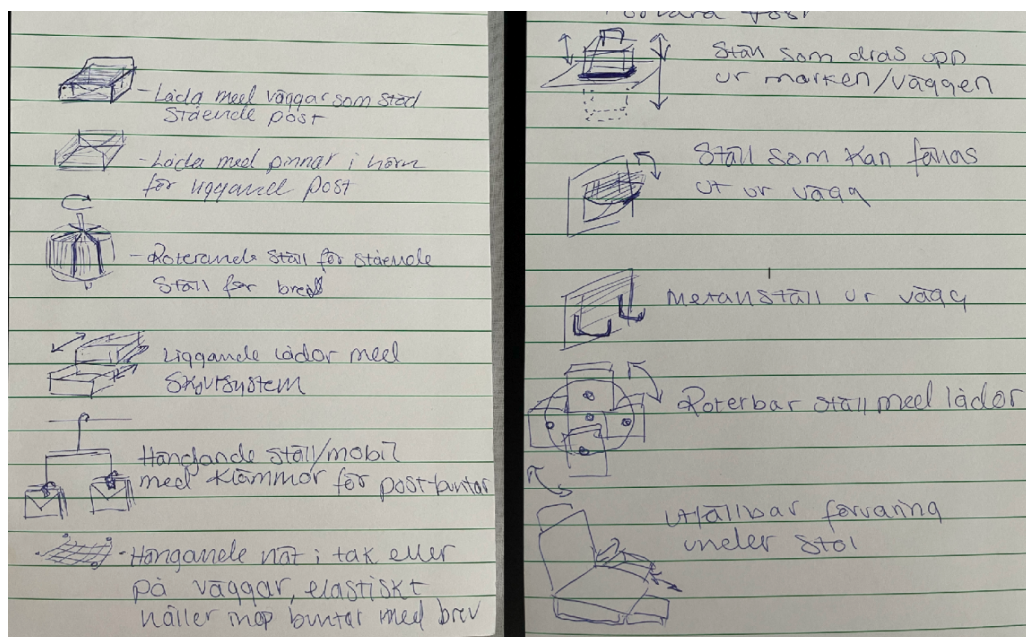 - Låda med väggar som stöd
stående post
- Låda med pinnar i hörn
för liggand post
- Roterande ställ för stående
ställ för brev
Liggande lådor med
skjutsystem
Hängande ställ/mobil
med klämmor för postbuntar
- Hängande nät i tak eller
på väggar, elastiskt
håller ihop buntar med brev
post
Ställ som dras upp
ur marken/väggen
Ställ som kan fällas
ut ur vägg
Metallställ ur vägg
Roterbar ställ med lådor
Utfällbar förvaring
under stol